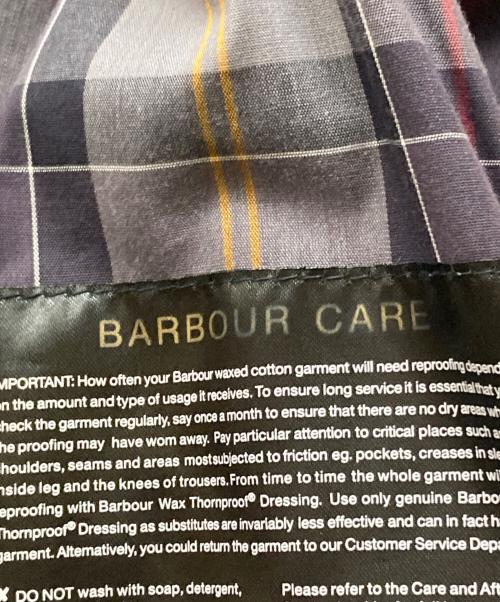 BARBOUR CARE
MPORTANT: How often your Barbour waxed cotton garment will need reproofing depend
on the amount and type of usage it receives. To ensure long service it is essential that y
check the garment regularly, say once a month to ensure that there are no dry areas wh
he proofing may have worn away. Pay particular attention to critical places such as
shoulders, seams and areas most subjected to friction eg. pockets, creases in sle
nside leg and the knees of trousers. From time to time the whole garment wi
eproofing with Barbour Wax Thornproof® Dressing. Use only genuine Barbo
Thornproof® Dressing as substitutes are invariably less effective and can in fact h
garment. Alternatively, you could return the garment to our Customer Service Depa
✘ DO NOT wash with soap, detergent,
Please refer to the Care and Aft